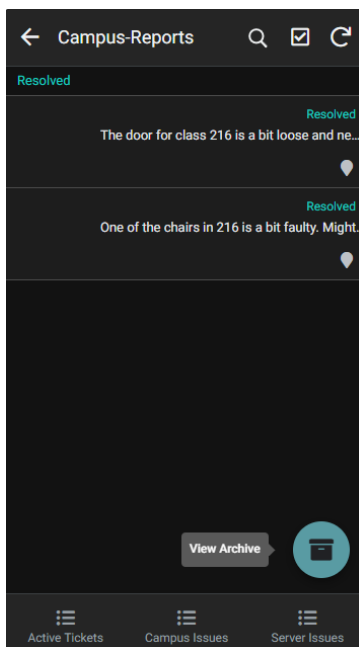 Campus-Reports
Resolved
Resolved
The door for class 216 is a bit loose and ne...
Resolved
One of the chairs in 216 is a bit faulty. Might.
View Archive
Active Tickets
Campus Issues
Server Issues